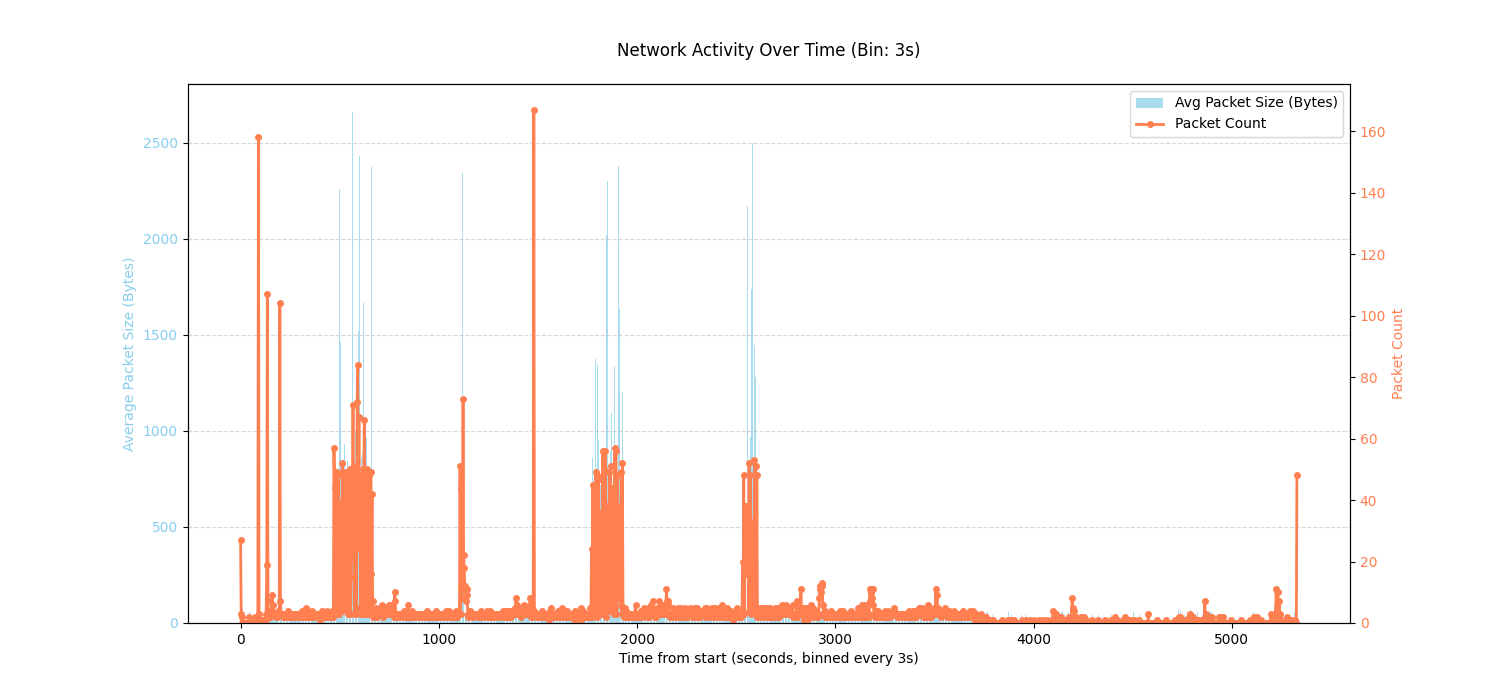 Network Activity Over Time (Bin: 3s)
Avg Packet Size (Bytes)
Packet Count
Average Packet Size (Bytes)
2500
2000
1500
1000
500
0
160
140
120
100
80
60
40
20
0
Packet Count
0 1000 2000 3000 4000 5000
Time from start (seconds, binned every 3s)